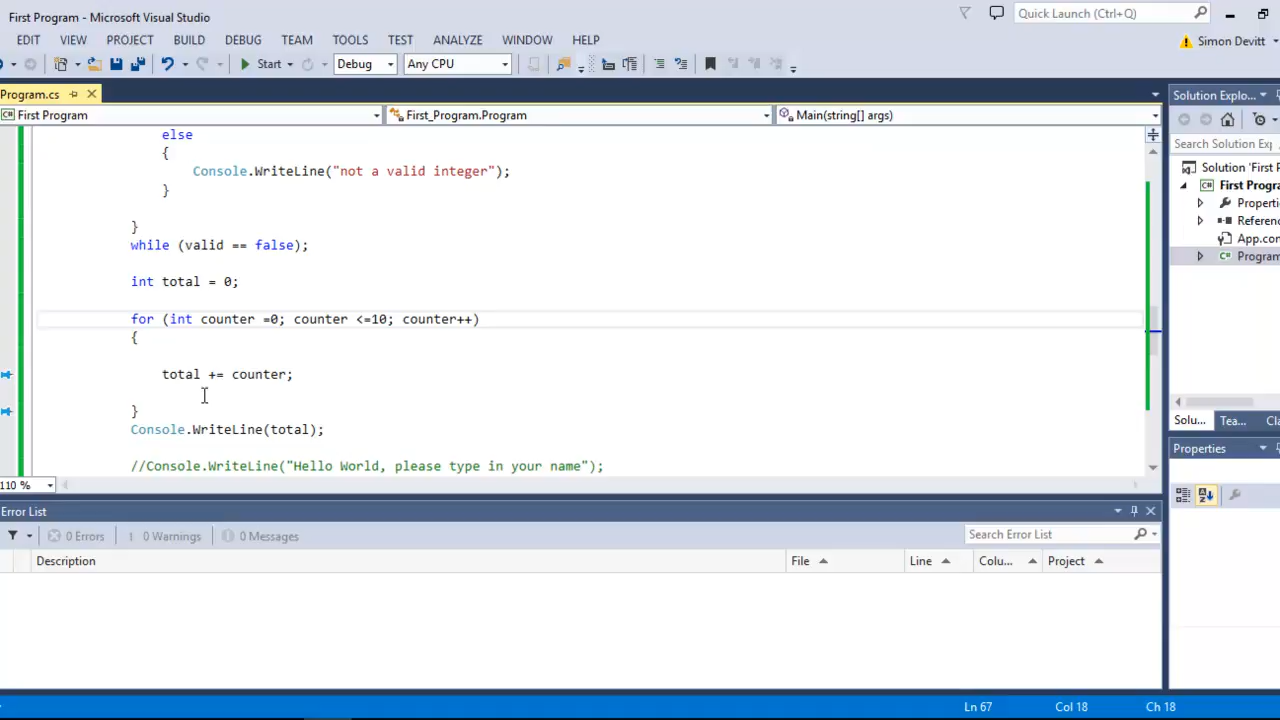 First Program - Microsoft Visual Studio
Quick Launch (Ctrl+Q)
EDIT VIEW PROJECT BUILD DEBUG TEAM TOOLS TEST ANALYZE WINDOW HELP
Simon Devitt
Start Debug Any CPU
Program.cs
Solution Explo...
First Program First_Program.Program Main(string[] args)
Search Solution Exp
else
{
Console.WriteLine("not a valid integer");
}
}
while (valid == false);
int total = 0;
for (int counter =0; counter <=10; counter++)
{
total += counter;
}
Console.WriteLine(total);
//Console.WriteLine("Hello World, please type in your name");
Solution 'First P
First Progra
Properti
Referenc
App.con
Program
Solu... Tea... Cla
Properties
110 %
Error List
0 Errors 0 Warnings 0 Messages
Search Error List
Description File Line Colu... Project
Ln 67 Col 18 Ch 18